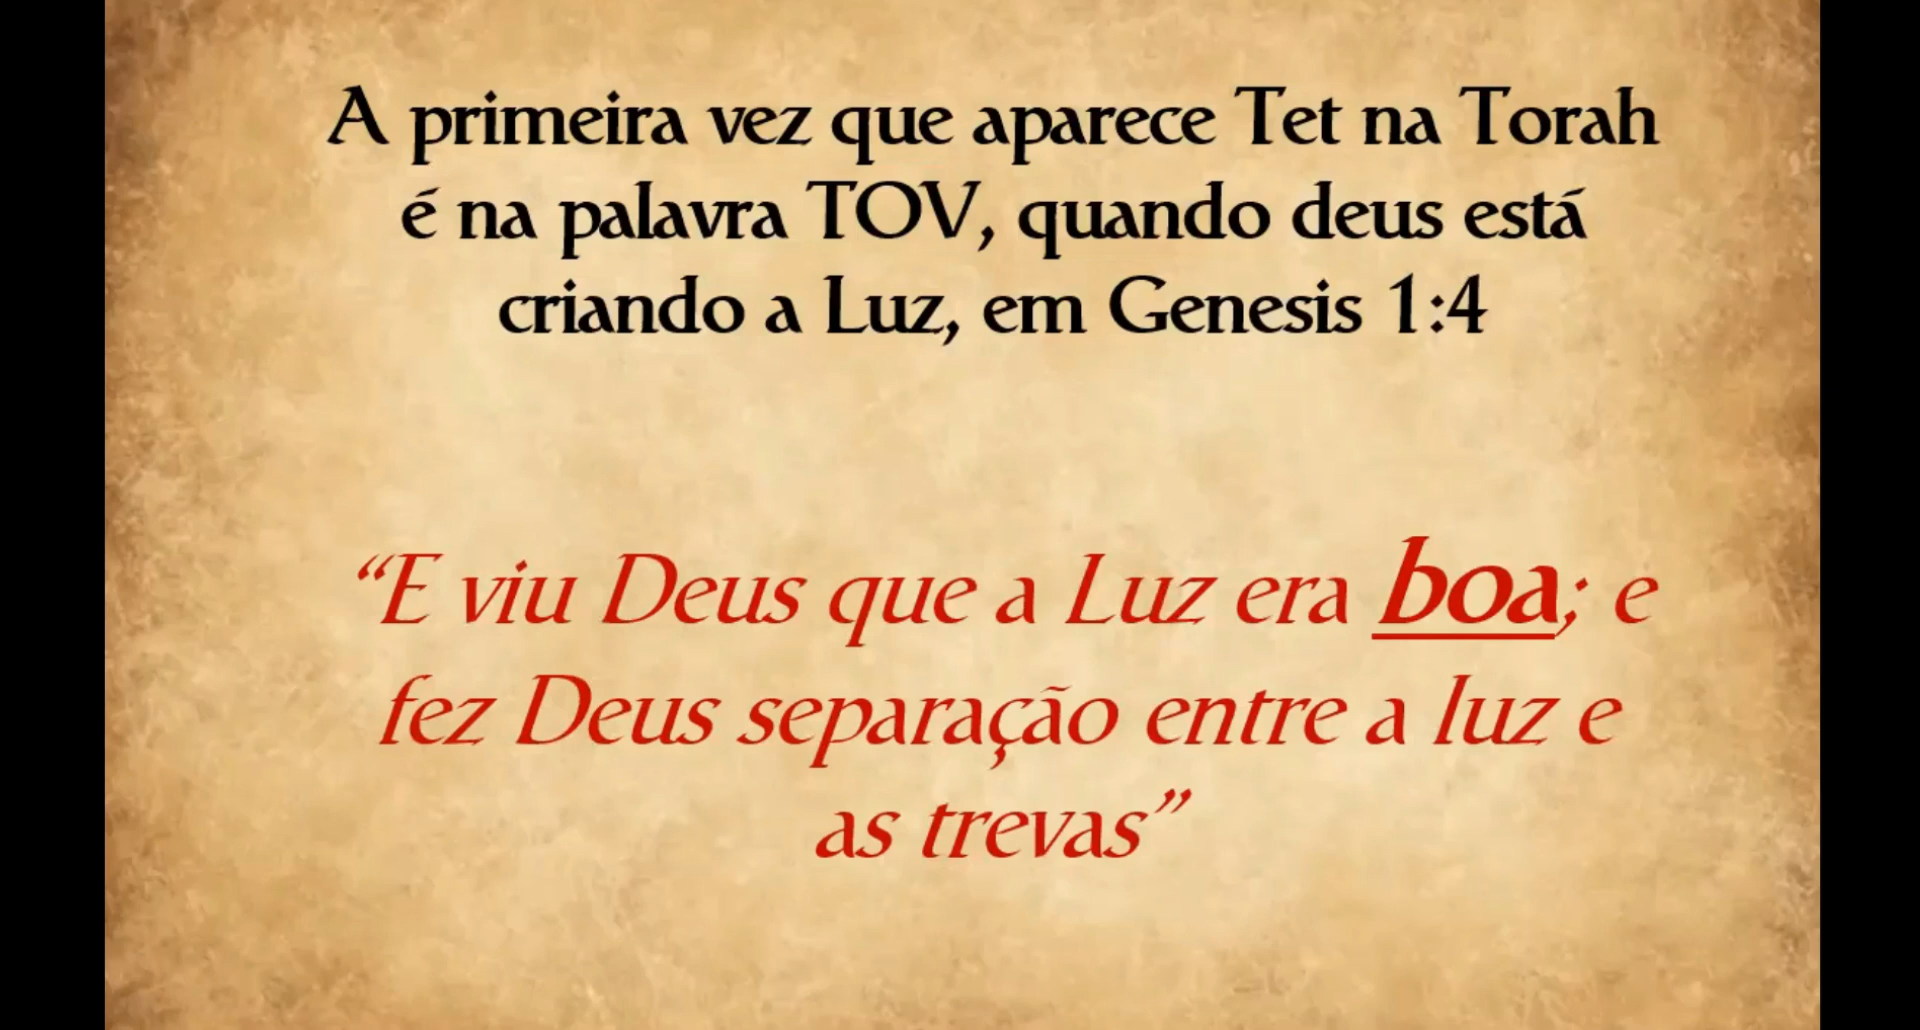 A primeira vez que aparece Tet na Torah
é na palavra TOV, quando deus está
criando a Luz, em Genesis 1:4
“E viu Deus que a Luz era boa; e
fez Deus separação entre a luz e
as trevas”